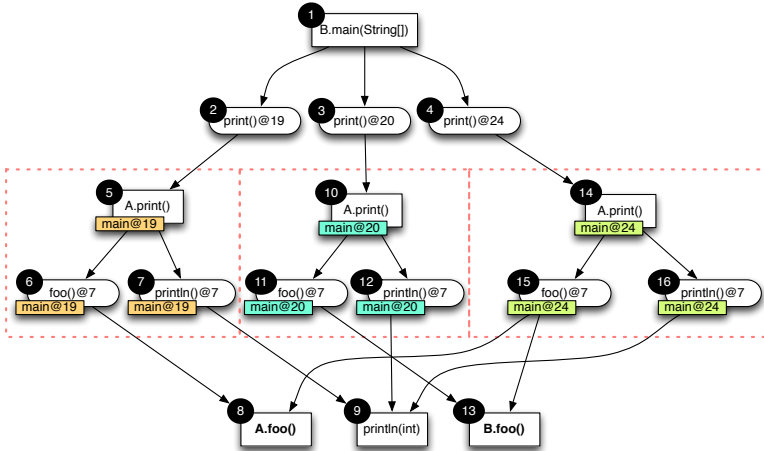 1
B.main(String[])
2
print()@19
3
print()@20
4
print()@24
5
A.print()
main@19
10
A.print()
main@20
14
A.print()
main@24
6
foo()@7
main@19
7
println()@7
main@19
11
foo()@7
main@20
12
println()@7
main@20
15
foo()@7
main@24
16
println()@7
main@24
8
A.foo()
9
println(int)
13
B.foo()